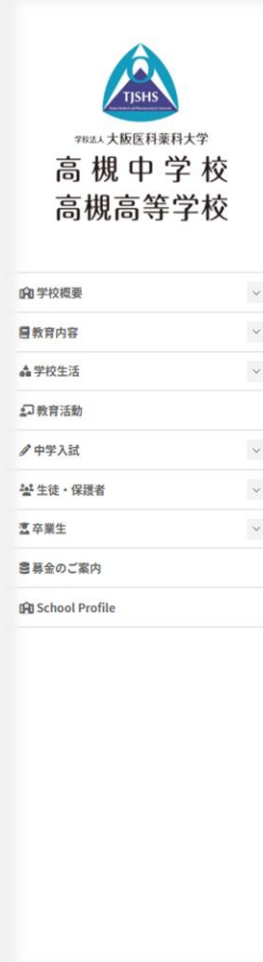 TJSHS
学校法人 大阪医科薬科大学
高槻中学校
高槻高等学校
学校概要
教育内容
学校生活
教育活動
中学入試
生徒・保護者
卒業生
募金のご案内
School Profile